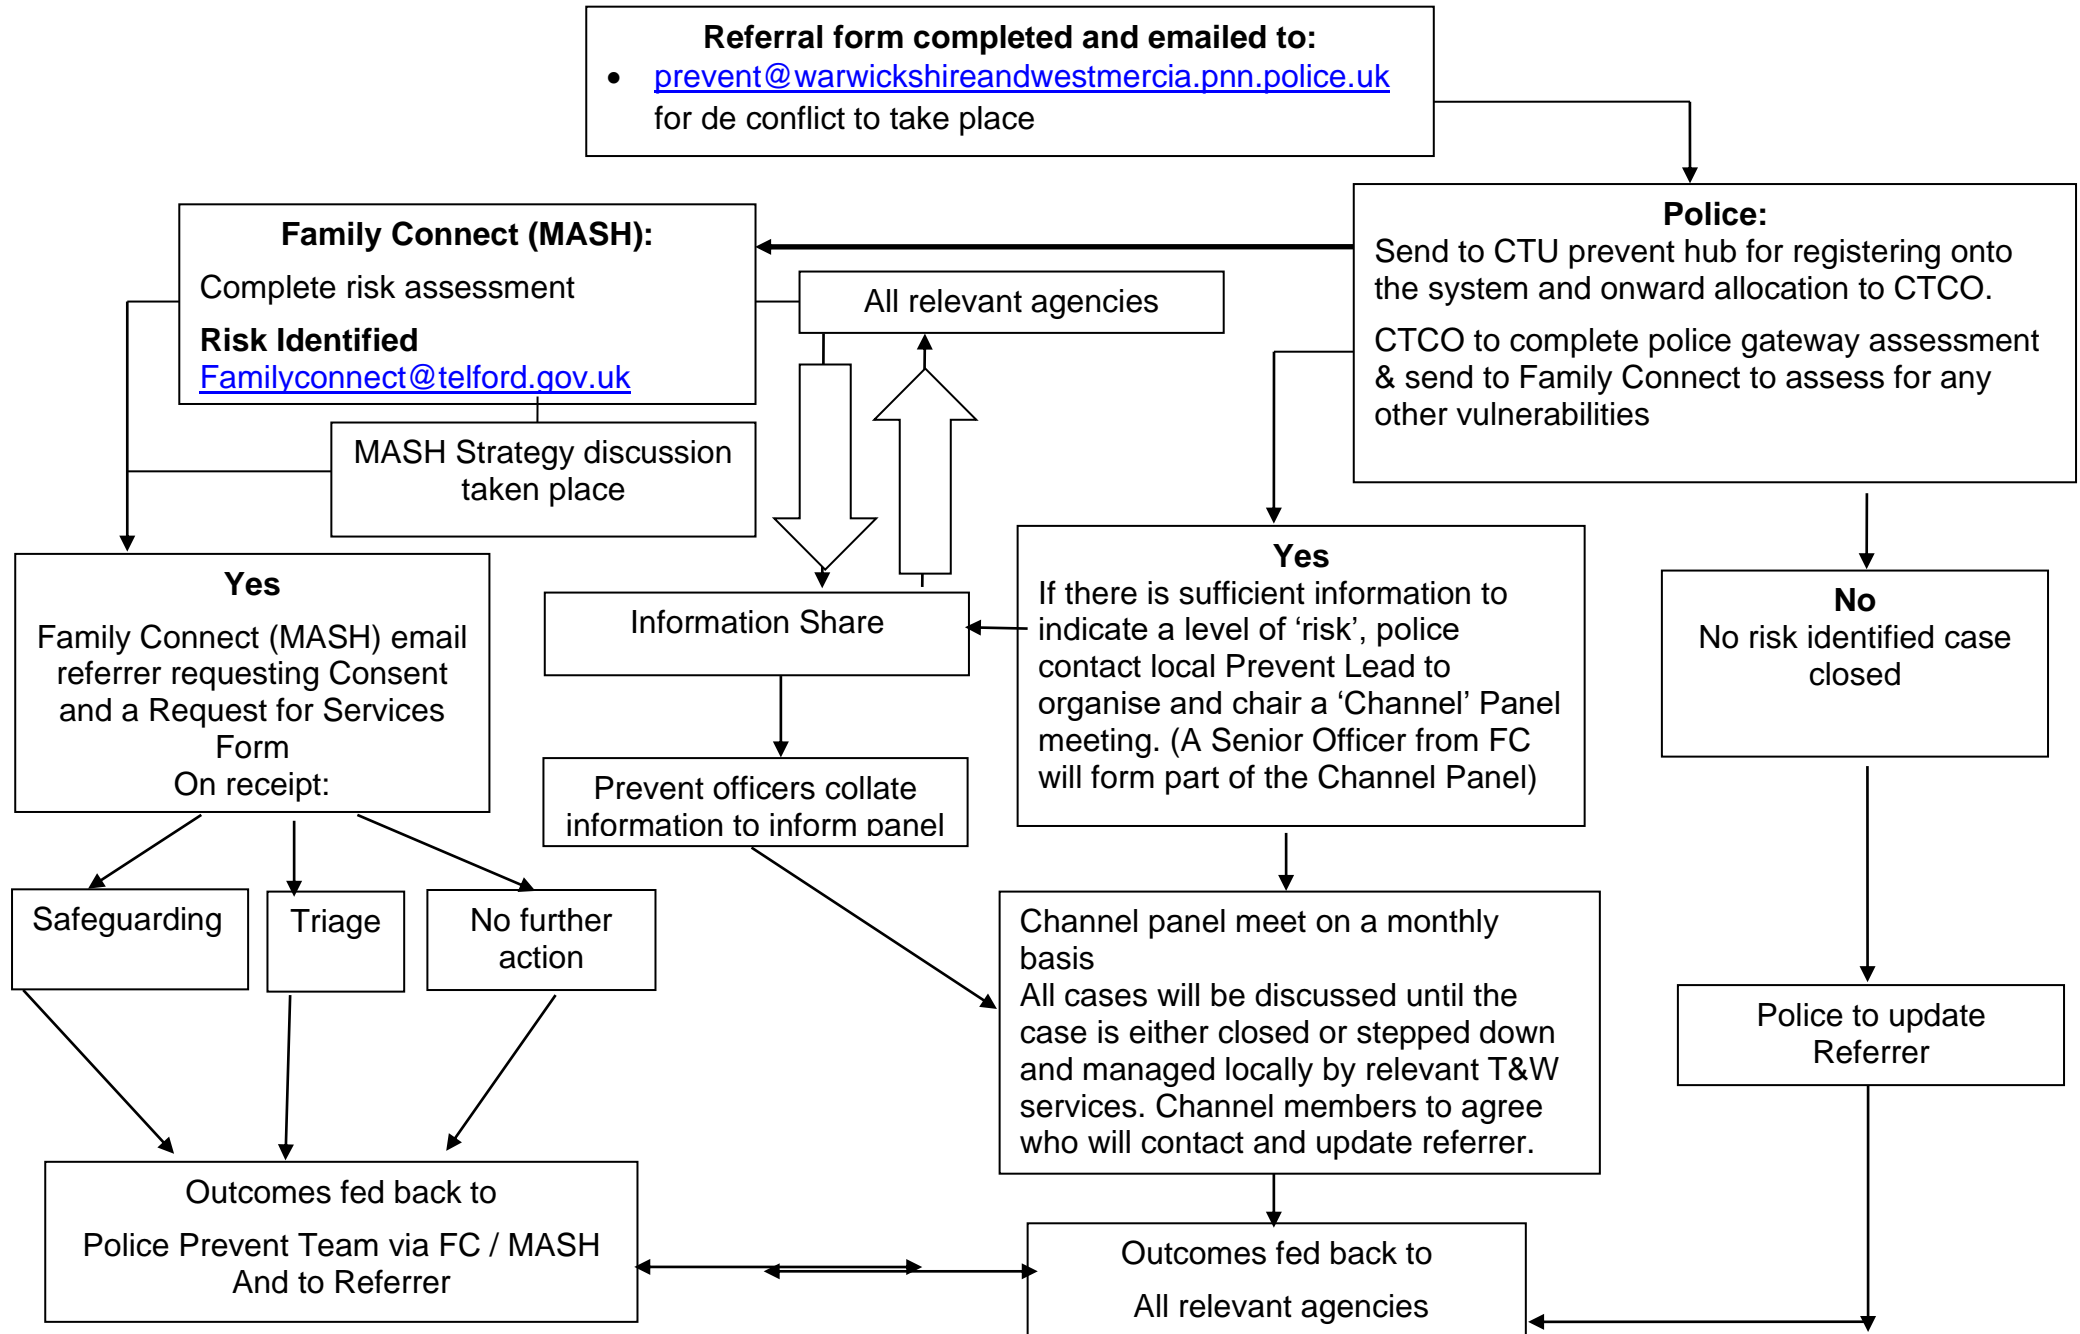 Referral form completed and emailed to:
• prevent@warwickshireandwestmercia.pnn.police.uk
for de conflict to take place
Family Connect (MASH):
Complete risk assessment
Risk Identified
Familyconnect@telford.gov.uk
All relevant agencies
Police:
Send to CTU prevent hub for registering onto
the system and onward allocation to CTCO.
CTCO to complete police gateway assessment
& send to Family Connect to assess for any
other vulnerabilities
MASH Strategy discussion
taken place
Yes
Family Connect (MASH) email
referrer requesting Consent
and a Request for Services
Form
On receipt:
Information Share
Prevent officers collate
information to inform panel
Yes
If there is sufficient information to
indicate a level of ‘risk’, police
contact local Prevent Lead to
organise and chair a ‘Channel’ Panel
meeting. (A Senior Officer from FC
will form part of the Channel Panel)
No
No risk identified case
closed
Safeguarding
Triage
No further
action
Channel panel meet on a monthly
basis
All cases will be discussed until the
case is either closed or stepped down
and managed locally by relevant T&W
services. Channel members to agree
who will contact and update referrer.
Police to update
Referrer
Outcomes fed back to
Police Prevent Team via FC / MASH
And to Referrer
Outcomes fed back to
All relevant agencies